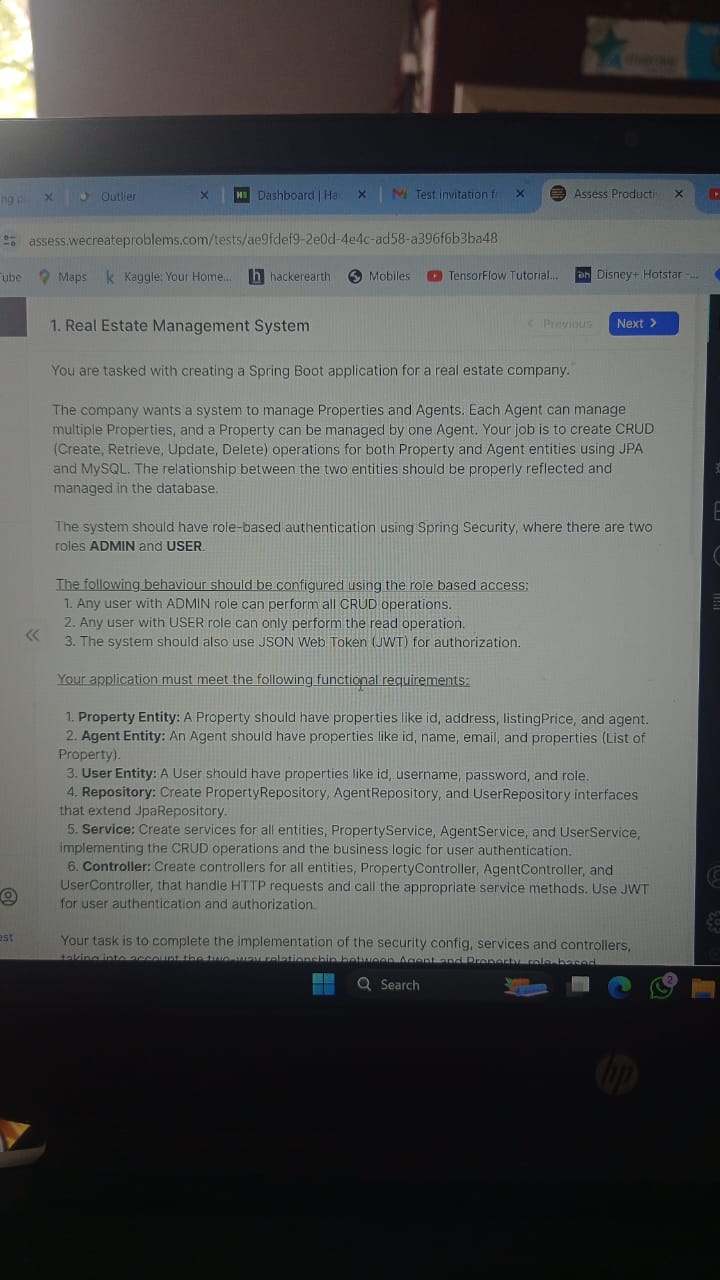 Outlier
Dashboard | Ha
Test invitation f
Assess Producti
assess.wecreateproblems.com/tests/ae9fdef9-2e0d-4e4c-ad58-a396f6b3ba48
ube Maps Kaggle: Your Home... hackerearth Mobiles TensorFlow Tutorial... Disney+ Hotstar -...
1. Real Estate Management System
Previous Next
You are tasked with creating a Spring Boot application for a real estate company.
The company wants a system to manage Properties and Agents. Each Agent can manage
multiple Properties, and a Property can be managed by one Agent. Your job is to create CRUD
(Create, Retrieve, Update, Delete) operations for both Property and Agent entities using JPA
and MySQL. The relationship between the two entities should be properly reflected and
managed in the database.
The system should have role-based authentication using Spring Security, where there are two
roles ADMIN and USER.
The following behaviour should be configured using the role based access:
1. Any user with ADMIN role can perform all CRUD operations.
2. Any user with USER role can only perform the read operation.
3. The system should also use JSON Web Token (JWT) for authorization.
Your application must meet the following functional requirements:
1. Property Entity: A Property should have properties like id, address, listingPrice, and agent.
2. Agent Entity: An Agent should have properties like id, name, email, and properties (List of
Property).
3. User Entity: A User should have properties like id, username, password, and role.
4. Repository: Create PropertyRepository, AgentRepository, and UserRepository interfaces
that extend JpaRepository.
5. Service: Create services for all entities, PropertyService, AgentService, and UserService,
implementing the CRUD operations and the business logic for user authentication.
6. Controller: Create controllers for all entities, PropertyController, AgentController, and
UserController, that handle HTTP requests and call the appropriate service methods. Use JWT
for user authentication and authorization.
est
Your task is to complete the implementation of the security config, services and controllers,
taking into account the two-way relationship between Agent and Property, role-based
Search
2
hp